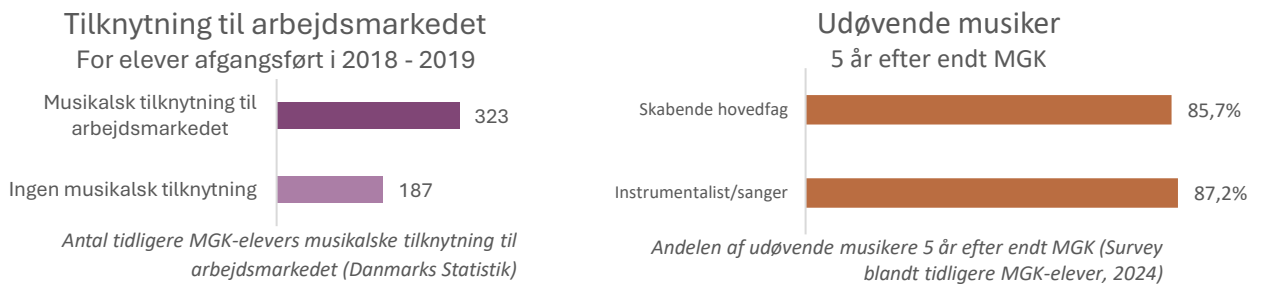 Tilknytning til arbejdsmarkedet
For elever afgangsført i 2018 - 2019
Musikalsk tilknytning til
arbejdsmarkedet
323
Ingen musikalsk tilknytning
187
Antal tidligere MGK-elevers musikalske tilknytning til
arbejdsmarkedet (Danmarks Statistik)
Udøvende musiker
5 år efter endt MGK
Skabende hovedfag
85,7%
Instrumentalist/sanger
87,2%
Andelen af udøvende musikere 5 år efter endt MGK (Survey
blandt tidligere MGK-elever, 2024)